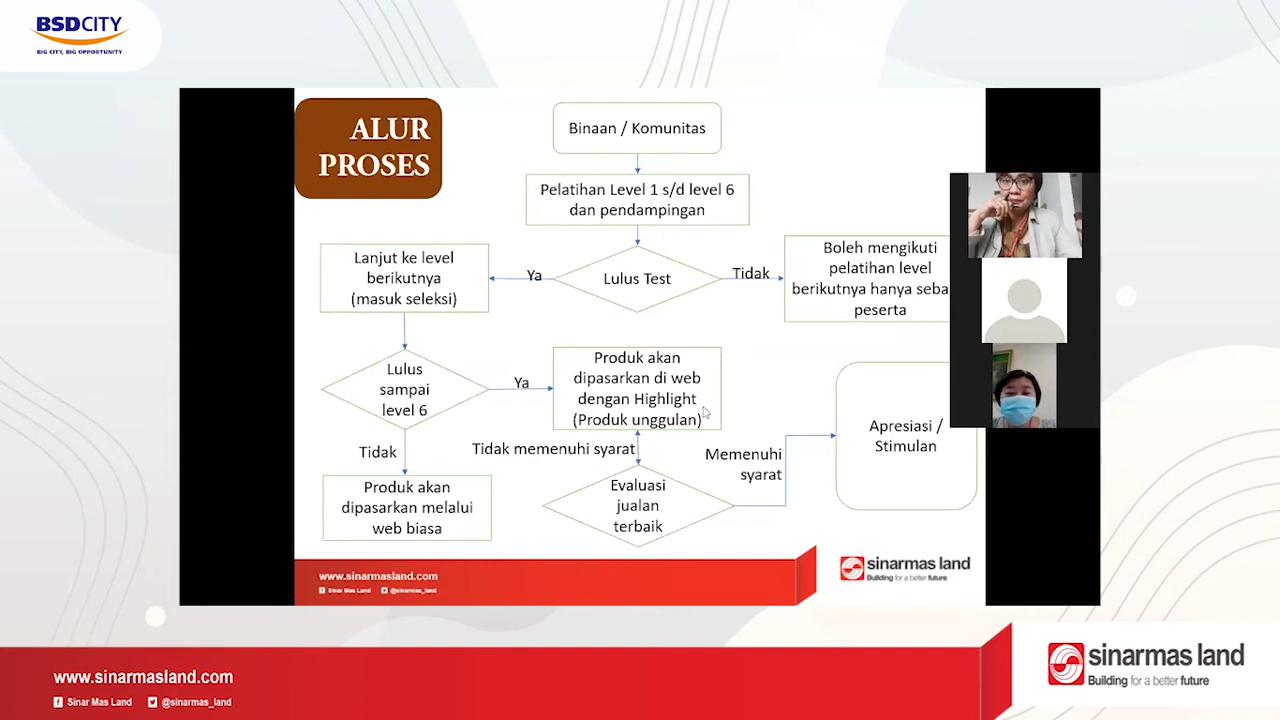 BSDCITY
BIG CITY, BIG OPPORTUNITY
ALUR
PROSES
Binaan / Komunitas
Pelatihan Level 1 s/d level 6
dan pendampingan
Lulus Test
Ya
Tidak
Lanjut ke level
berikutnya
(masuk seleksi)
Boleh mengikuti
pelatihan level
berikutnya hanya
peserta
Lulus
sampai
level 6
Ya
Tidak
Produk akan
dipasarkan di web
dengan Highlight
(Produk unggulan)
Produk akan
dipasarkan melalui
web biasa
Tidak memenuhi syarat
Evaluasi
jualan
terbaik
Memenuhi
syarat
Apresiasi /
Stimulan
www.sinarmasland.com
Sinar Mas Land @sinarmas_land
sinarmas land
Building for a better future
www.sinarmasland.com
Sinar Mas Land @sinarmas_land
sinarmas land
Building for a better future